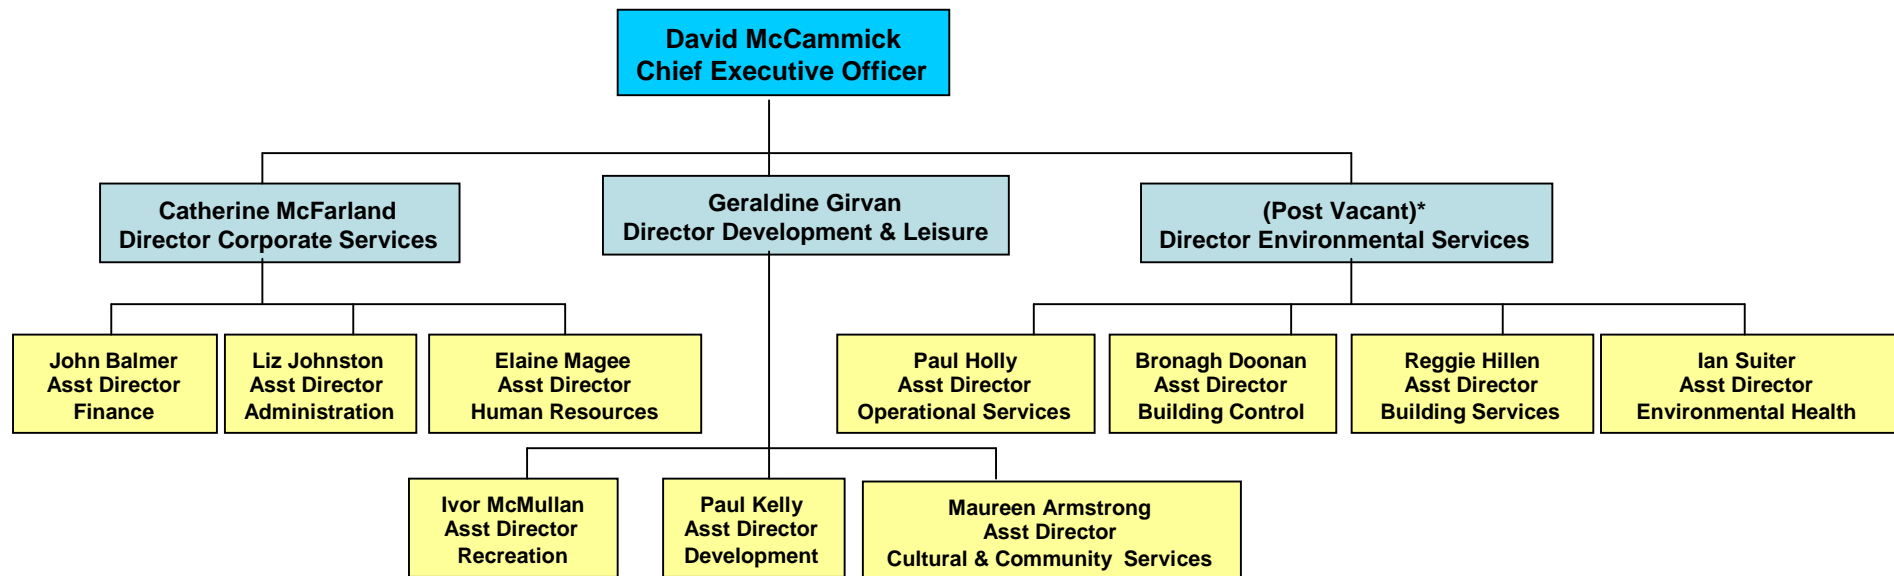 David McCammick
Chief Executive Officer
Catherine McFarland
Director Corporate Services
Geraldine Girvan
Director Development & Leisure
(Post Vacant)*
Director Environmental Services
John Balmer
Asst Director
Finance
Liz Johnston
Asst Director
Administration
Elaine Magee
Asst Director
Human Resources
Paul Holly
Asst Director
Operational Services
Bronagh Doonan
Asst Director
Building Control
Reggie Hillen
Asst Director
Building Services
Ian Suiter
Asst Director
Environmental Health
Ivor McMullan
Asst Director
Recreation
Paul Kelly
Asst Director
Development
Maureen Armstrong
Asst Director
Cultural & Community Services